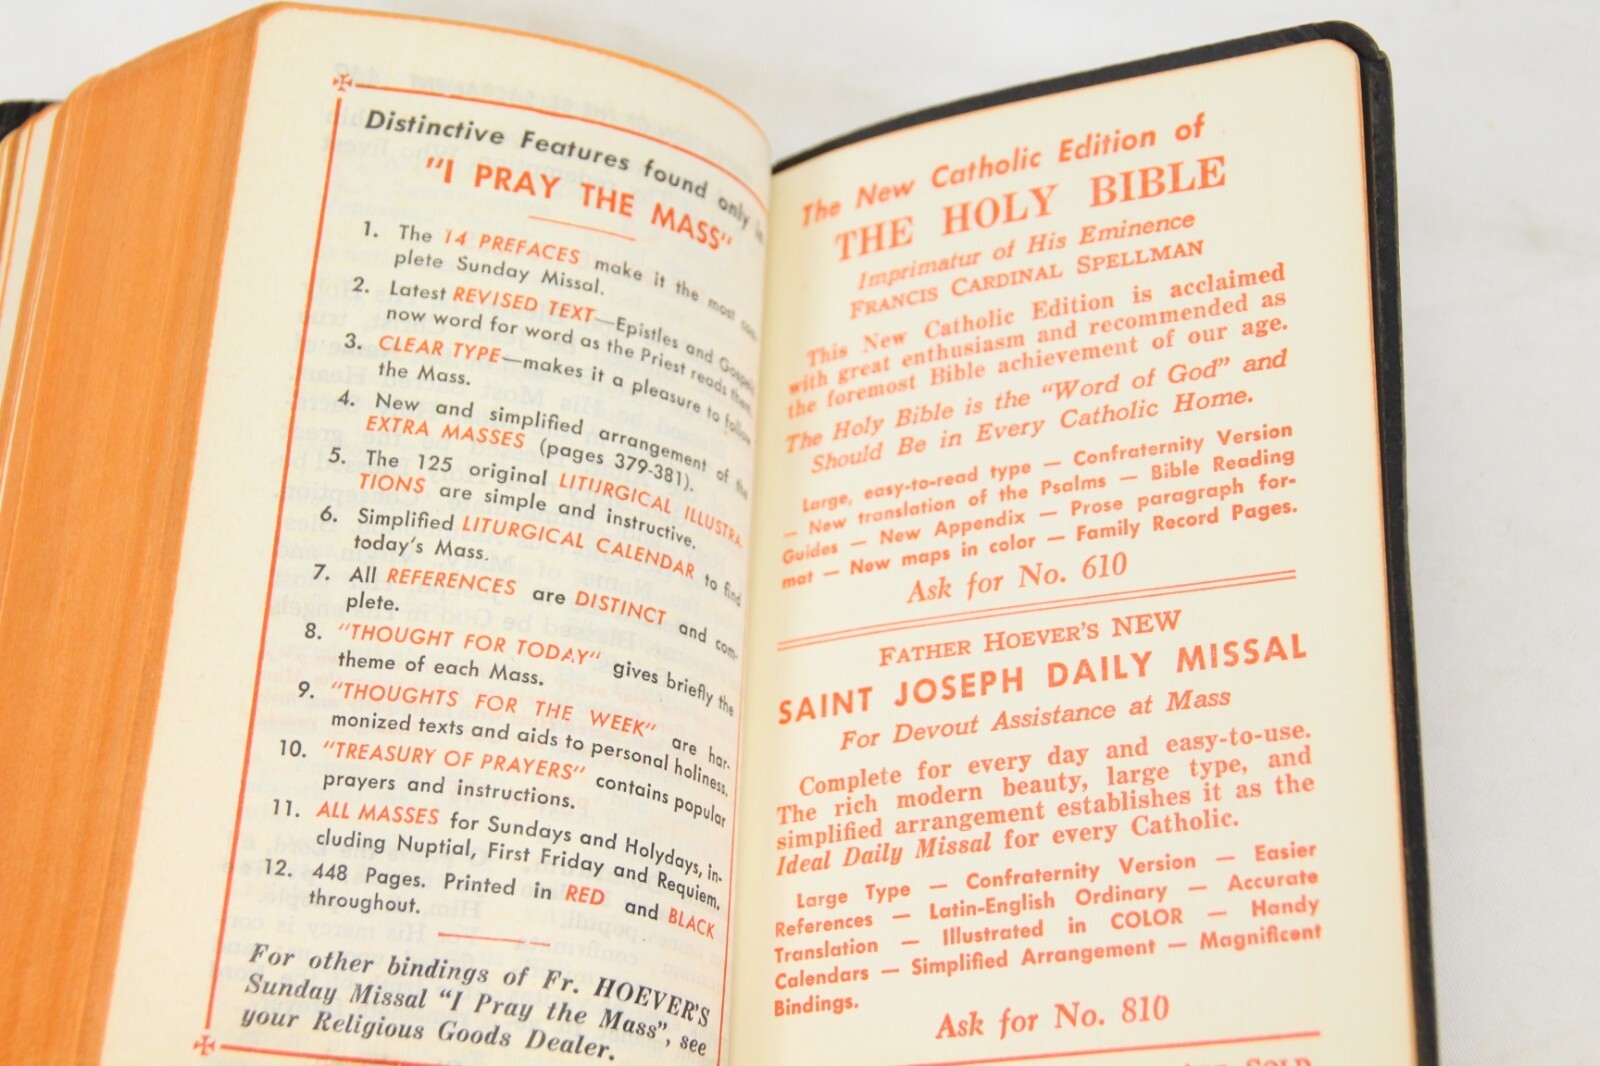 Distinctive Features found only in
"I PRAY THE MASS"
1. The 14 PREFACES make it the most com-
plete Sunday Missal.
2. Latest REVISED TEXT—Epistles and Gospels
now word for word as the Priest reads them.
3. CLEAR TYPE—makes it a pleasure to follow
the Mass.
4. New and simplified arrangement of the
EXTRA MASSES (pages 379-381).
5. The 125 original LITURGICAL ILLUSTRA-
TIONS are simple and instructive.
6. Simplified LITURGICAL CALENDAR to find
today's Mass.
7. All REFERENCES are DISTINCT and com-
plete.
8. "THOUGHT FOR TODAY" gives briefly the
theme of each Mass.
9. "THOUGHTS FOR THE WEEK" are har-
monized texts and aids to personal holiness.
10. "TREASURY OF PRAYERS" contains popular
prayers and instructions.
11. ALL MASSES for Sundays and Holydays, in-
cluding Nuptial, First Friday and Requiem.
12. 448 Pages. Printed in RED and BLACK
throughout.
For other bindings of Fr. HOEVER'S
Sunday Missal "I Pray the Mass", see
your Religious Goods Dealer.
The New Catholic Edition of
THE HOLY BIBLE
Imprimatur of His Eminence
FRANCIS CARDINAL SPELLMAN
This New Catholic Edition is acclaimed
with great enthusiasm and recommended as
the foremost Bible achievement of our age.
The Holy Bible is the "Word of God" and
Should Be in Every Catholic Home.
Large, easy-to-read type — Confraternity Version
— New translation of the Psalms — Bible Reading
Guides — New Appendix — Prose paragraph for-
mat — New maps in color — Family Record Pages.
Ask for No. 610
FATHER HOEVER'S NEW
SAINT JOSEPH DAILY MISSAL
For Devout Assistance at Mass
Complete for every day and easy-to-use.
The rich modern beauty, large type, and
simplified arrangement establishes it as the
Ideal Daily Missal for every Catholic.
Large Type — Confraternity Version — Easier
References — Latin-English Ordinary — Accurate
Translation — Illustrated in COLOR — Handy
Calendars — Simplified Arrangement — Magnificent
Bindings.
Ask for No. 810
SOLD